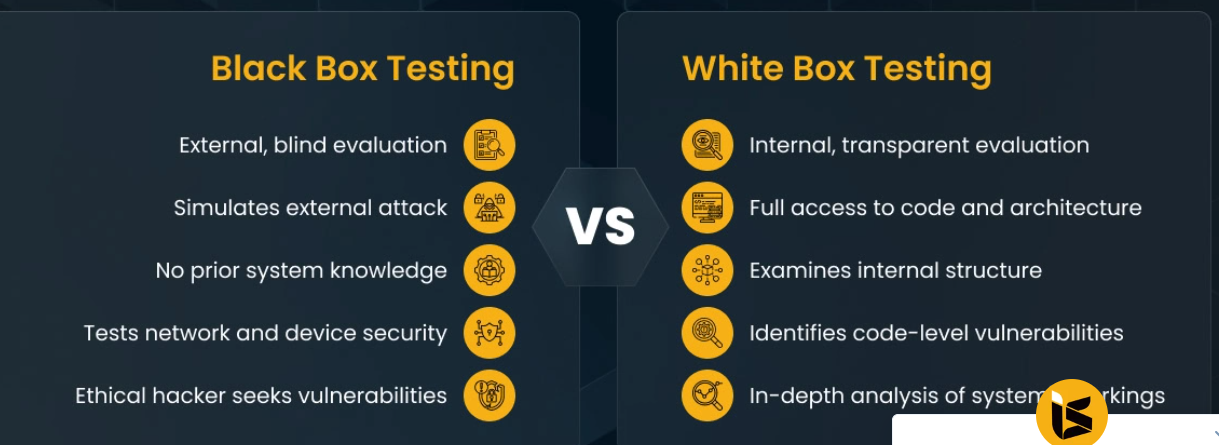 Black Box Testing
External, blind evaluation
Simulates external attack
No prior system knowledge
Tests network and device security
Ethical hacker seeks vulnerabilities
VS
White Box Testing
Internal, transparent evaluation
Full access to code and architecture
Examines internal structure
Identifies code-level vulnerabilities
In-depth analysis of system